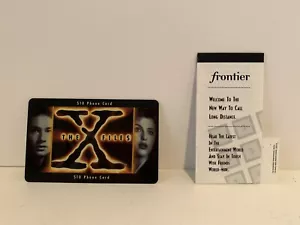 $10 Phone Card
THE X FILES
$10 Phone Card
frontier
WELCOME TO THE
NEW WAY TO CALL
LONG DISTANCE
HEAR THE LATEST
IN THE
ENTERTAINMENT WORLD
AND STAY IN TOUCH
WITH FRIENDS
WORLD-WIDE.